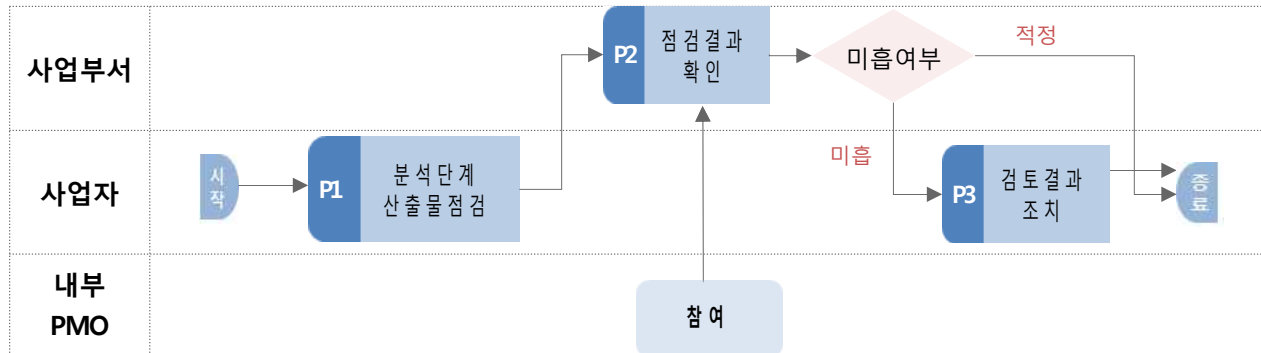 사업부서
P2
점검결과
확인
미흡여부
적정
사업자
시
작
P1
분석단계
산출물점검
미흡
P3
검토결과
조치
종
료
내부
PMO
참여